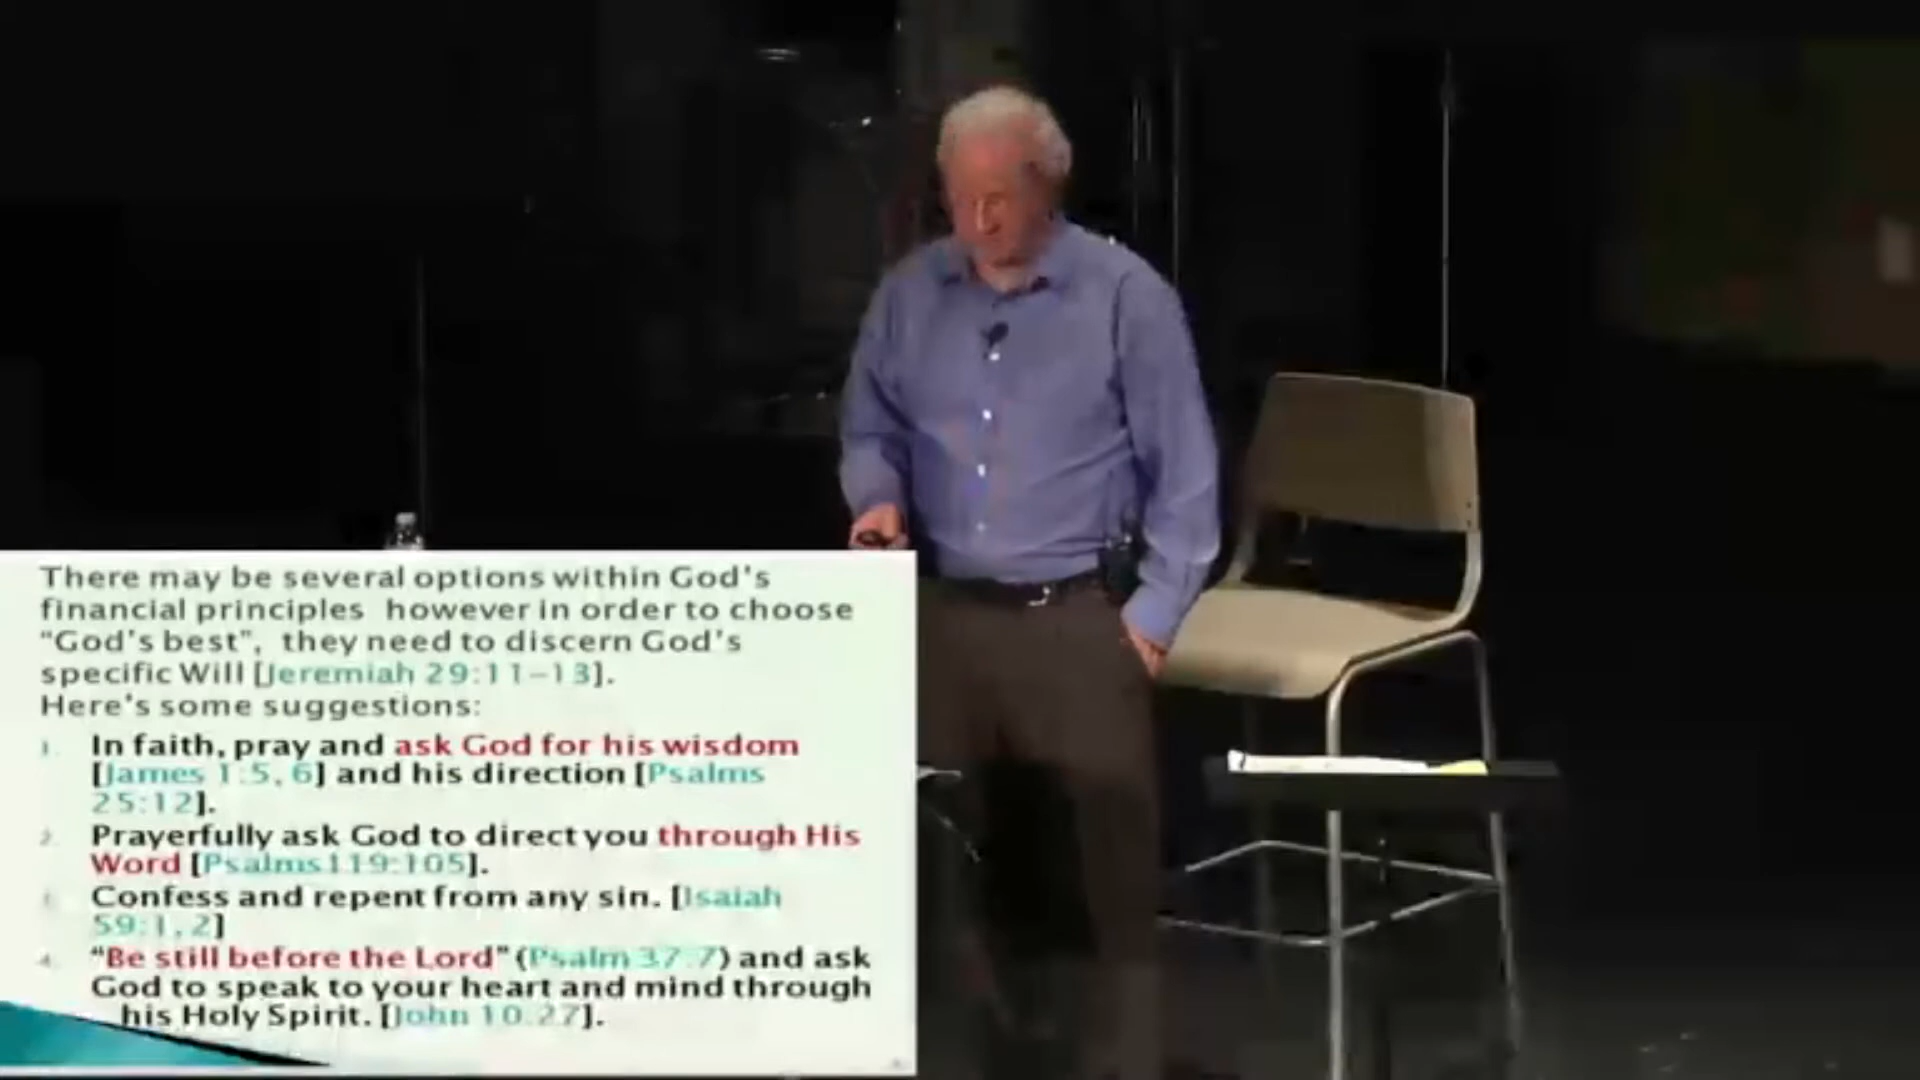 There may be several options within God's
financial principles however in order to choose
“God's best”, they need to discern God's
specific Will [Jeremiah 29:11–13].
Here's some suggestions:
1. In faith, pray and ask God for his wisdom
[James 1:5, 6] and his direction [Psalms
25:12].
2. Prayerfully ask God to direct you through His
Word [Psalms119:105].
3. Confess and repent from any sin. [Isaiah
59:1, 2]
4. “Be still before the Lord” (Psalm 37:7) and ask
God to speak to your heart and mind through
his Holy Spirit. [John 10:27].